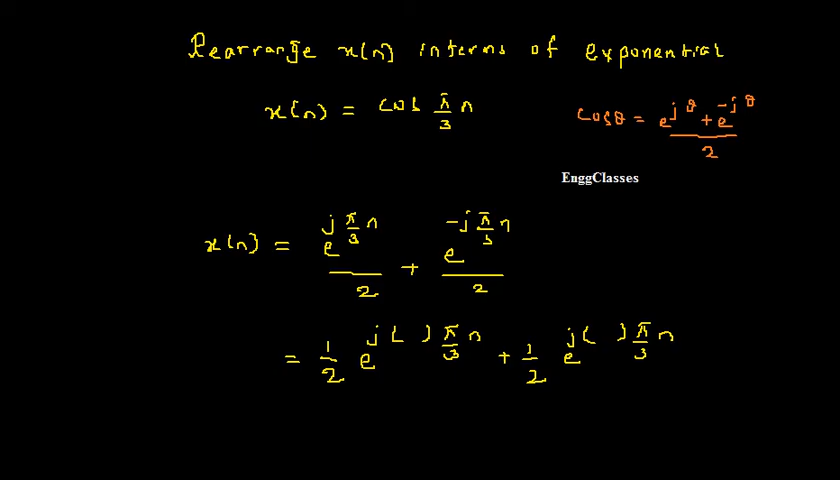 Rearrange x(n) interms of exponential
x(n) = cos π/3 n
cosθ = e^jθ + e^-jθ / 2
EnggClasses
x(n) = e^j π/3 n / 2 + e^-j π/3 n / 2
= 1/2 e^j( ) π/3 n + 1/2 e^j( ) π/3 n